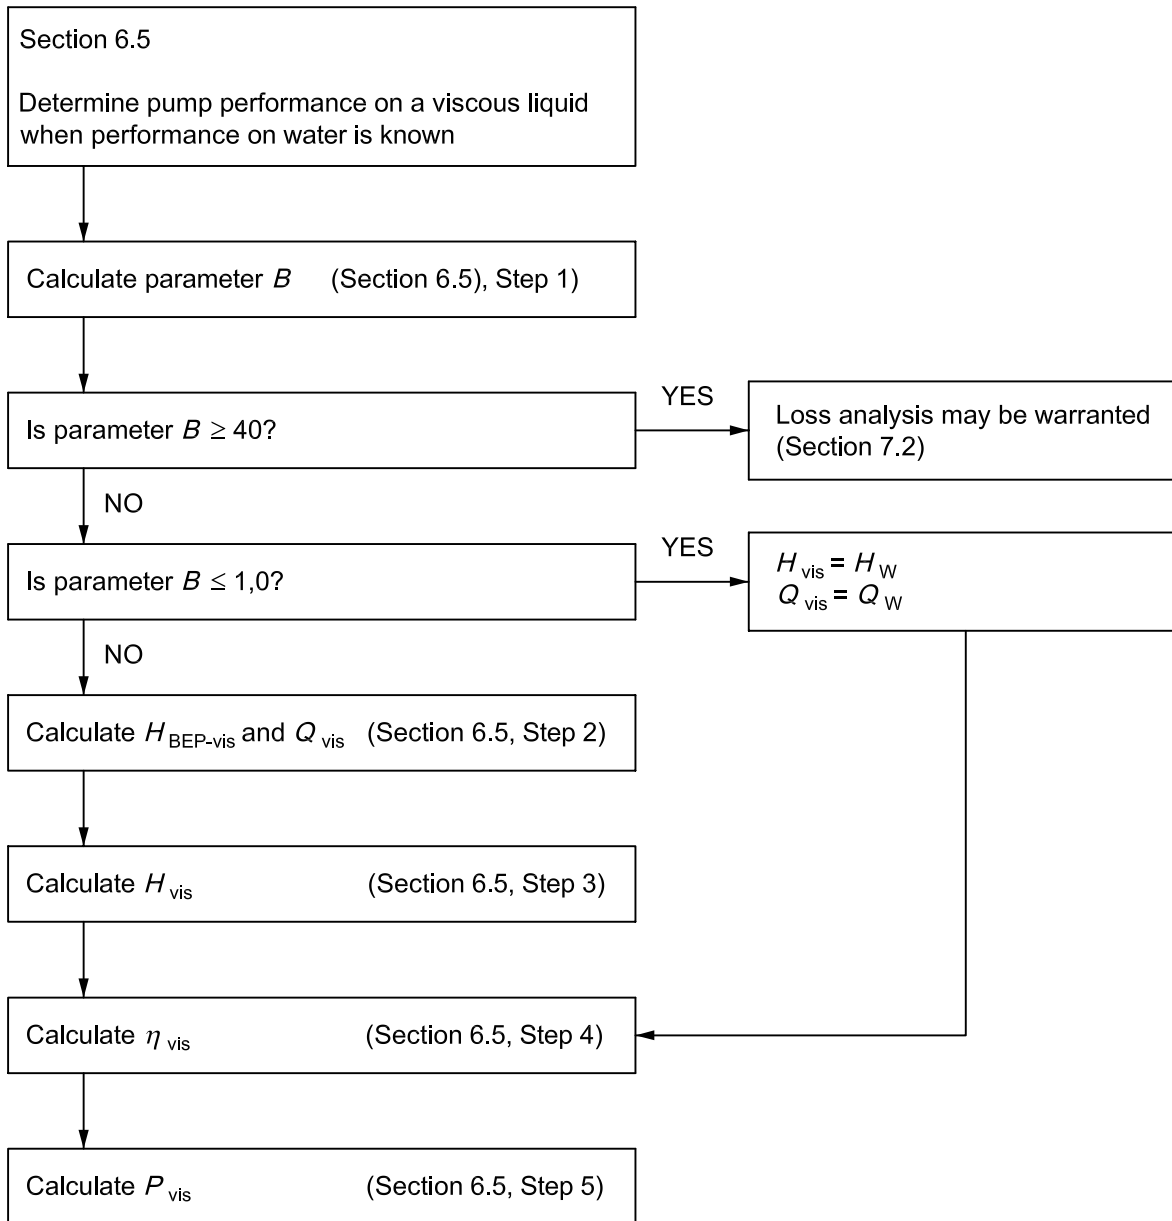 Section 6.5
Determine pump performance on a viscous liquid
when performance on water is known
Calculate parameter B (Section 6.5), Step 1)
Is parameter B ≥ 40?
YES
Loss analysis may be warranted
(Section 7.2)
NO
Is parameter B ≤ 1,0?
YES
H vis = H W
Q vis = Q W
NO
Calculate H BEP-vis and Q vis (Section 6.5, Step 2)
Calculate H vis (Section 6.5, Step 3)
Calculate η vis (Section 6.5, Step 4)
Calculate P vis (Section 6.5, Step 5)